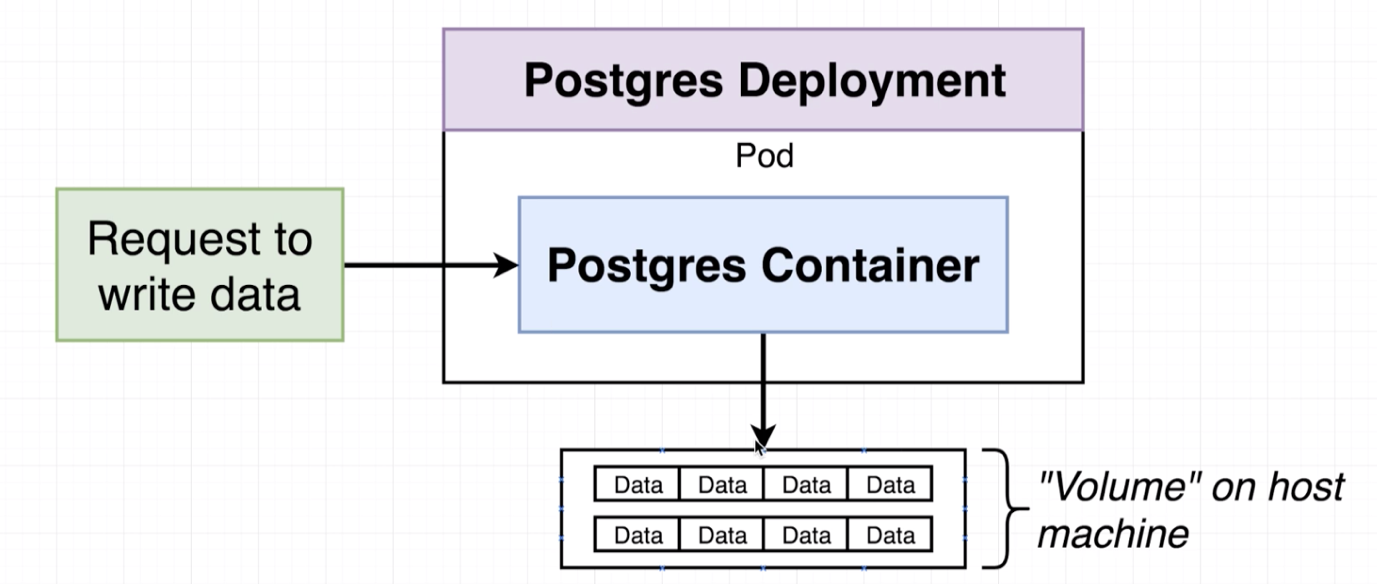 Postgres Deployment
Pod
Request to
write data
Postgres Container
Data Data Data Data
Data Data Data Data
"Volume" on host
machine